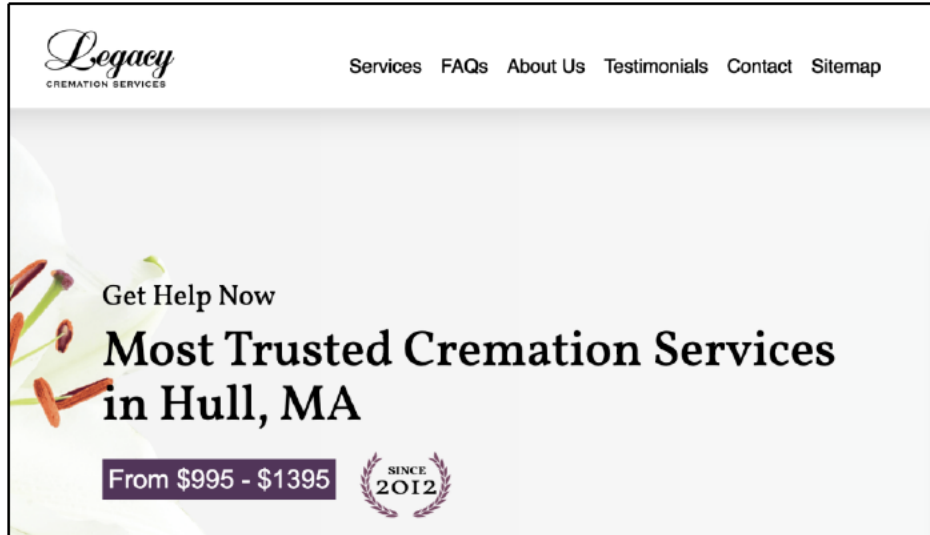 Legacy
CREMATION SERVICES
Services FAQs About Us Testimonials Contact Sitemap
Get Help Now
Most Trusted Cremation Services
in Hull, MA
From $995 - $1395
SINCE
2012